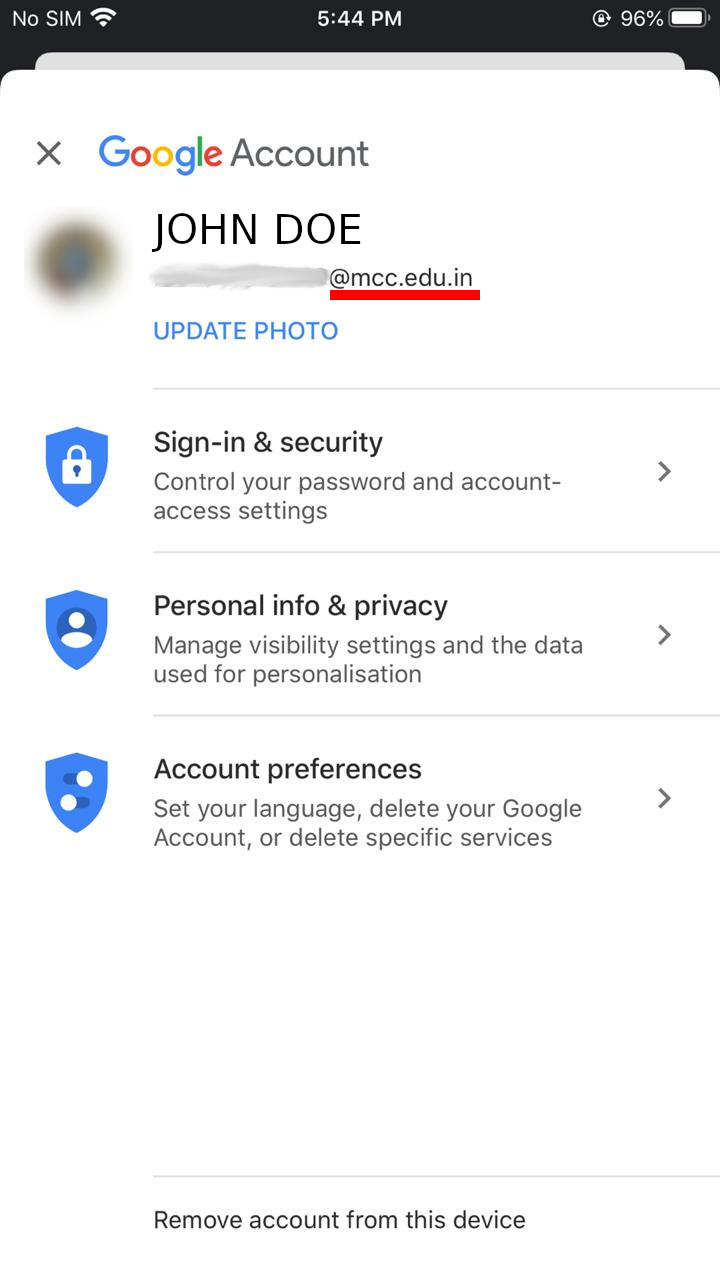 No SIM 5:44 PM 96%
Google Account
JOHN DOE
@mcc.edu.in
UPDATE PHOTO
Sign-in & security
Control your password and account-
access settings
Personal info & privacy
Manage visibility settings and the data
used for personalisation
Account preferences
Set your language, delete your Google
Account, or delete specific services
Remove account from this device